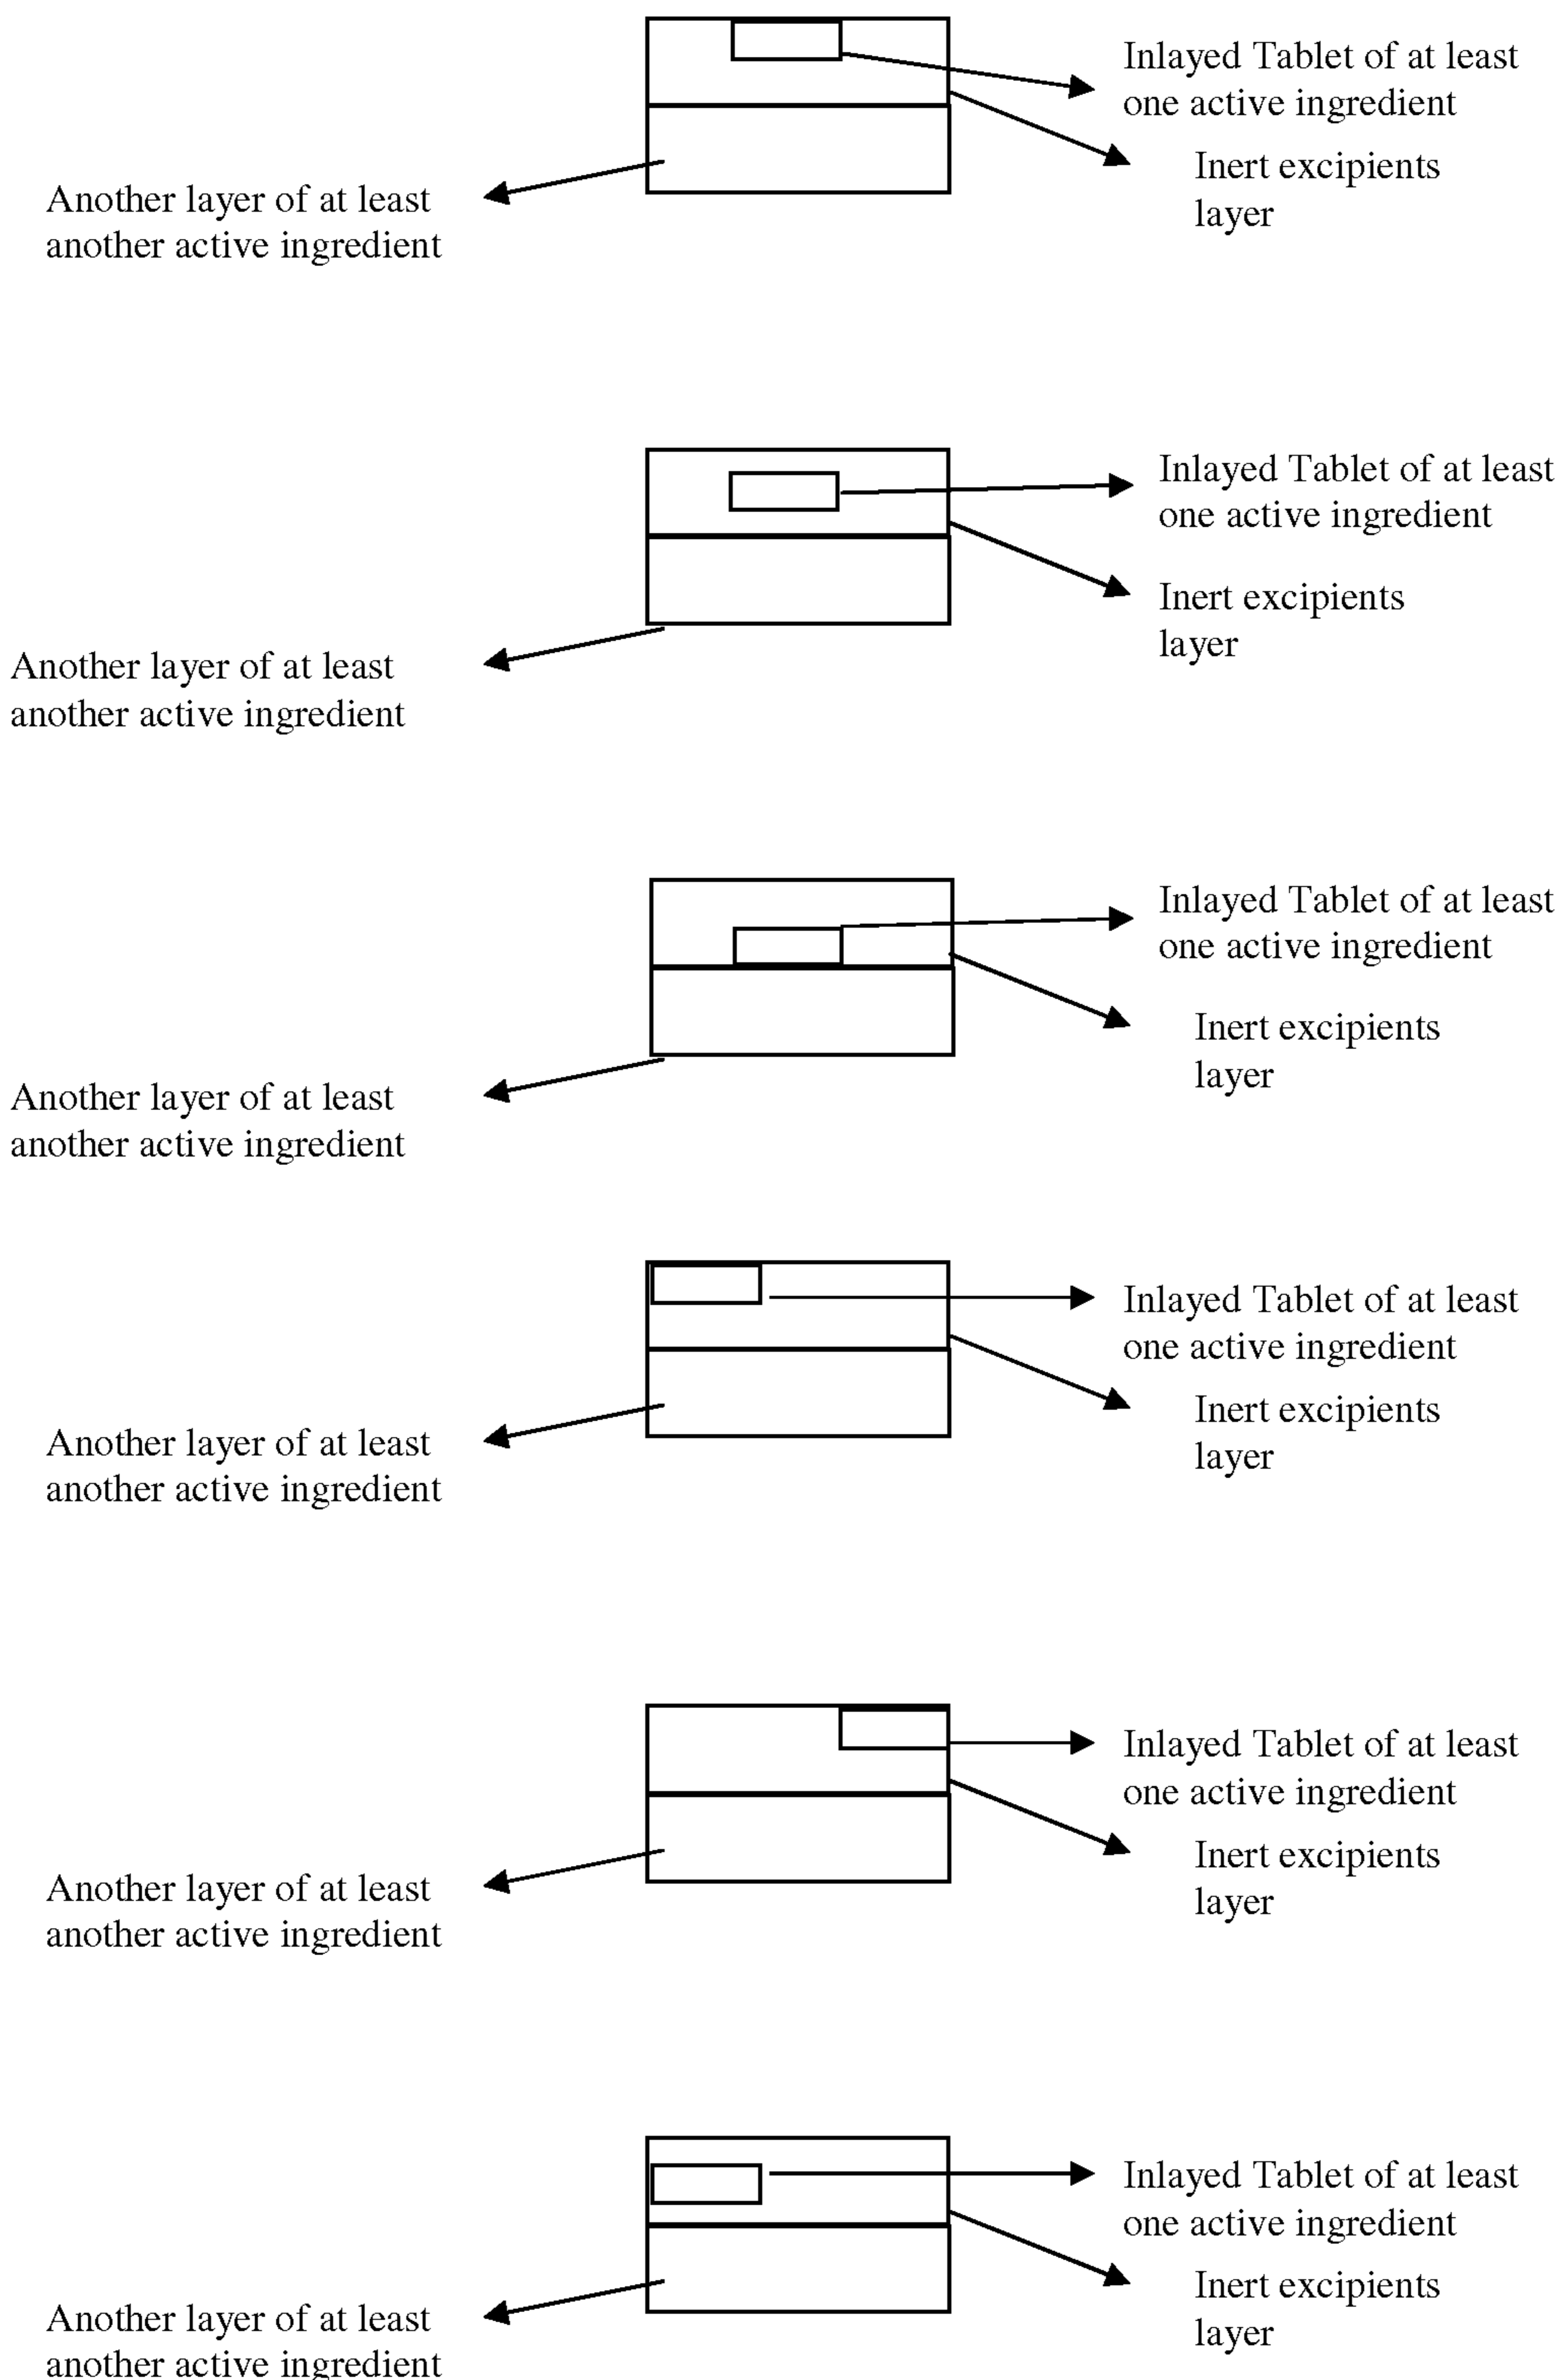 Inlayed Tablet of at least
one active ingredient
Inert excipients
layer
Another layer of at least
another active ingredient
Inlayed Tablet of at least
one active ingredient
Inert excipients
layer
Another layer of at least
another active ingredient
Inlayed Tablet of at least
one active ingredient
Inert excipients
layer
Another layer of at least
another active ingredient
Inlayed Tablet of at least
one active ingredient
Inert excipients
layer
Another layer of at least
another active ingredient
Inlayed Tablet of at least
one active ingredient
Inert excipients
layer
Another layer of at least
another active ingredient
Inlayed Tablet of at least
one active ingredient
Inert excipients
layer
Another layer of at least
another active ingredient